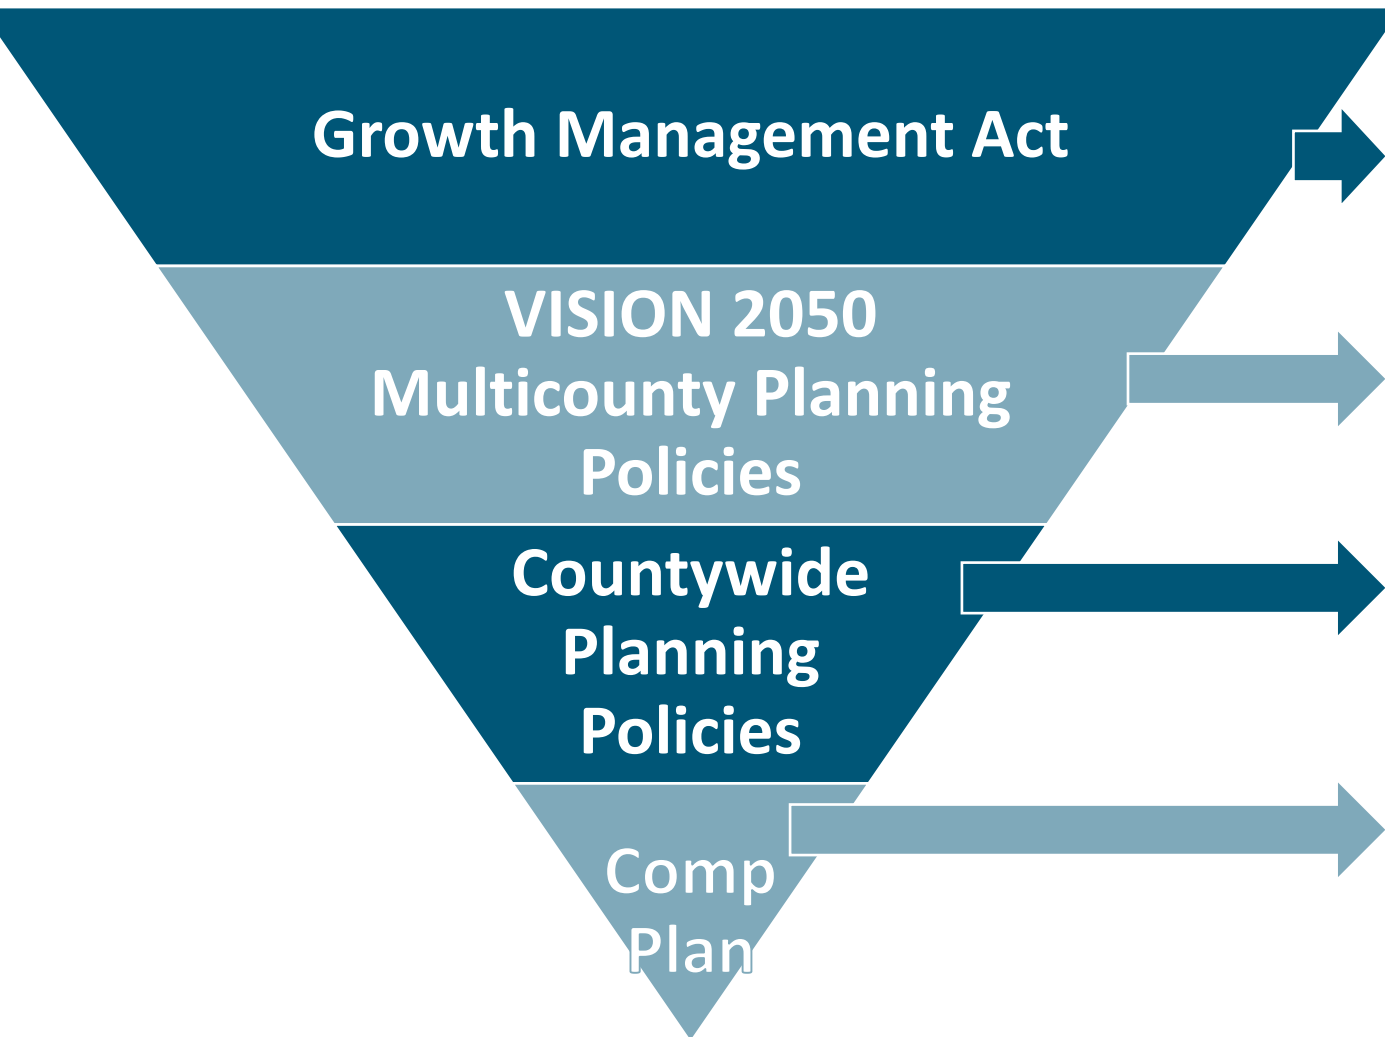 Growth Management Act
VISION 2050
Multicounty Planning
Policies
Countywide
Planning
Policies
Comp
Plan